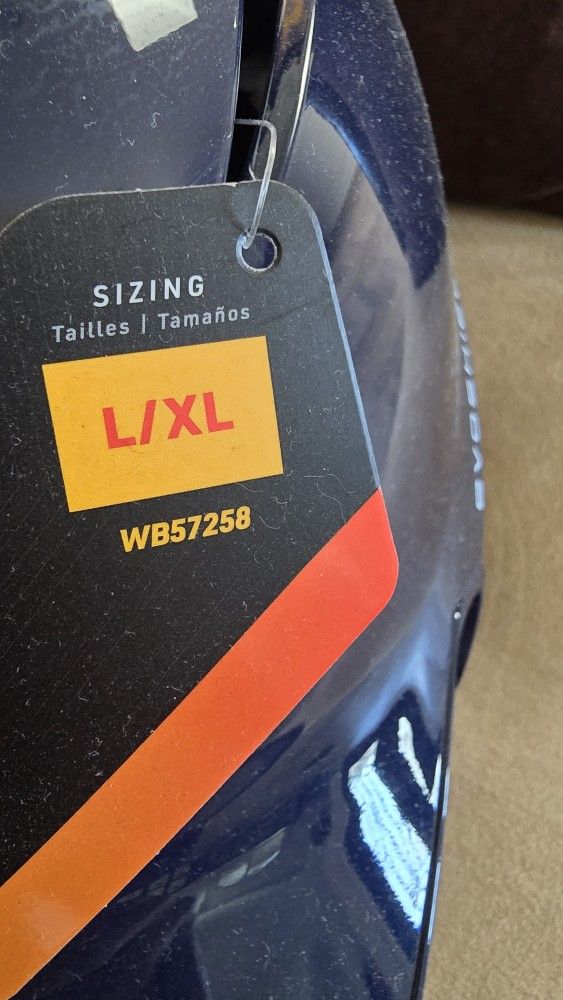 SIZING
Tailles | Tamaños
L/XL
WB57258